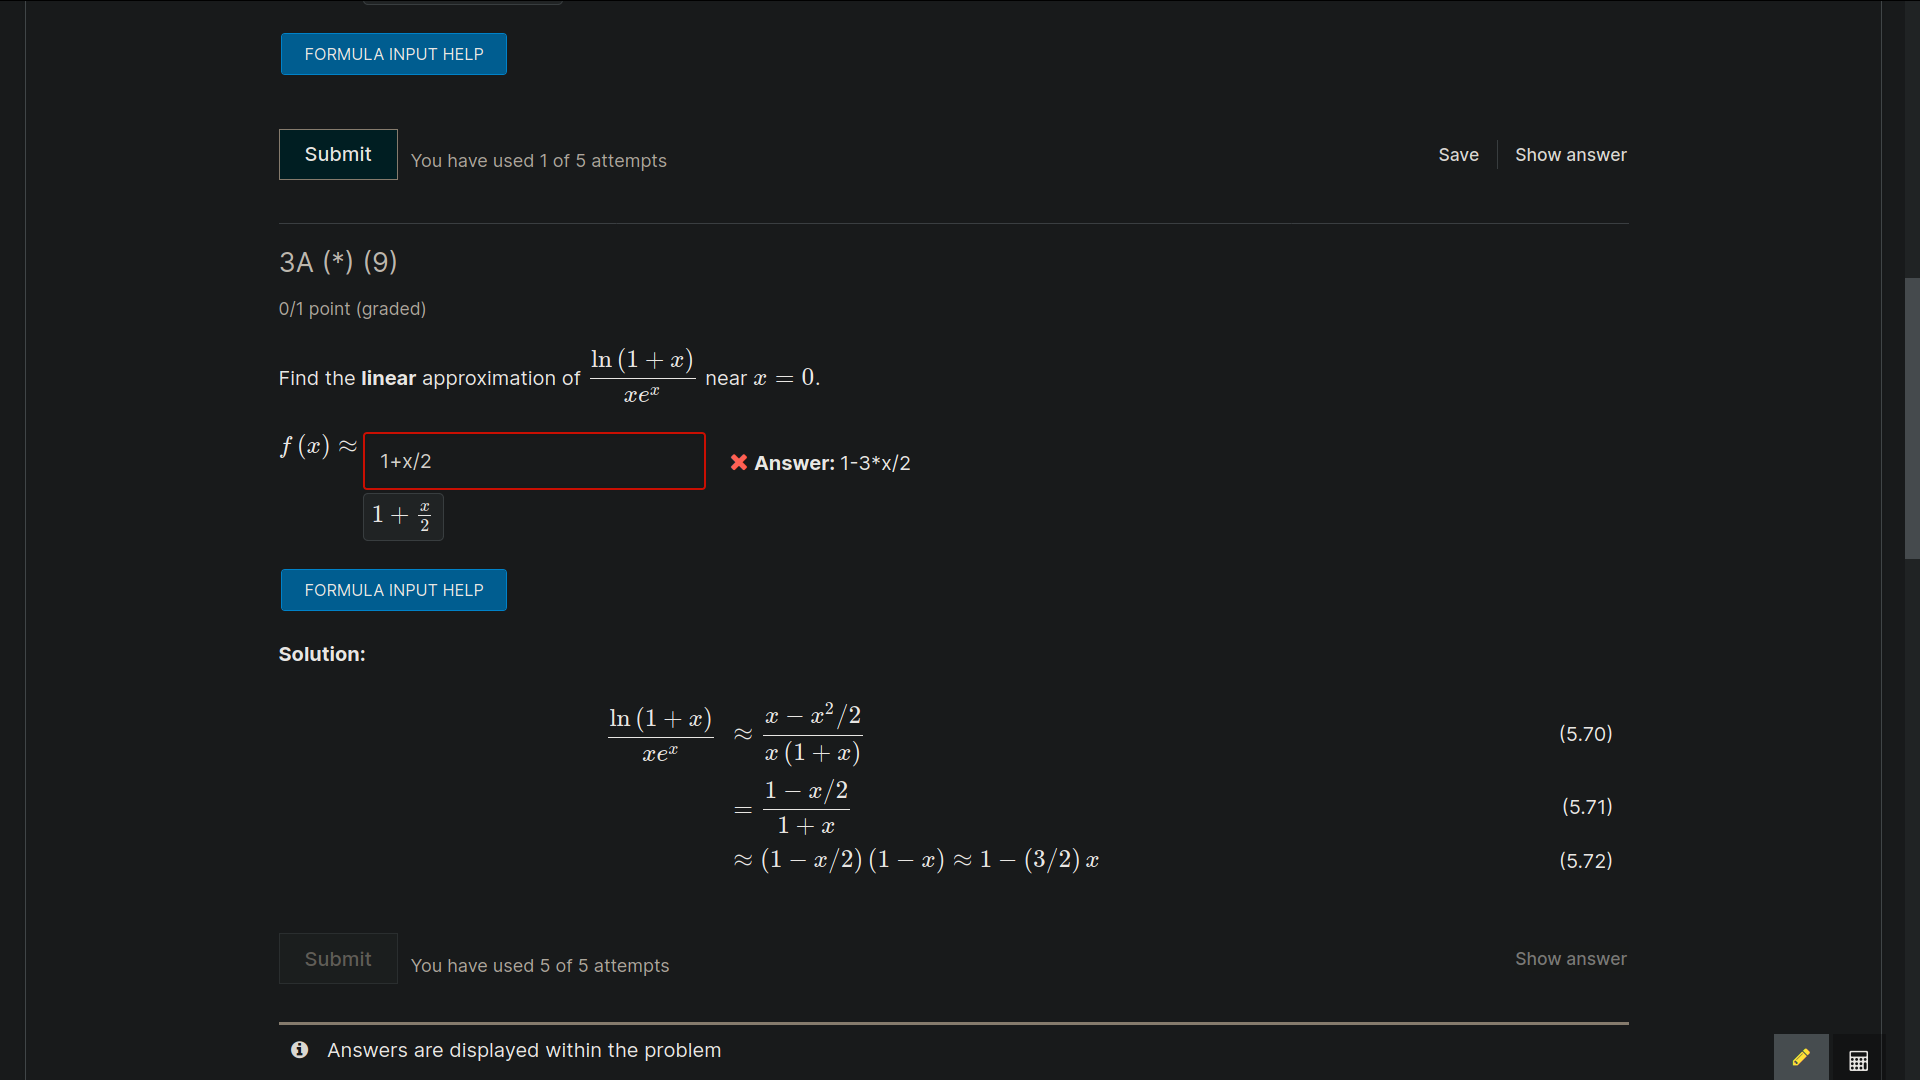 FORMULA INPUT HELP
Submit You have used 1 of 5 attempts Save Show answer
3A (*) (9)
0/1 point (graded)
Find the linear approximation of \frac{\ln(1+x)}{xe^x} near x = 0.
f(x) ≈ 1+x/2 ✖ Answer: 1-3*x/2
1 + \frac{x}{2}
FORMULA INPUT HELP
Solution:
\frac{\ln(1+x)}{xe^x} ≈ \frac{x - x^2/2}{x(1+x)} (5.70)
= \frac{1 - x/2}{1 + x} (5.71)
≈ (1 - x/2)(1 - x) ≈ 1 - (3/2)x (5.72)
Submit You have used 5 of 5 attempts Show answer
Answers are displayed within the problem